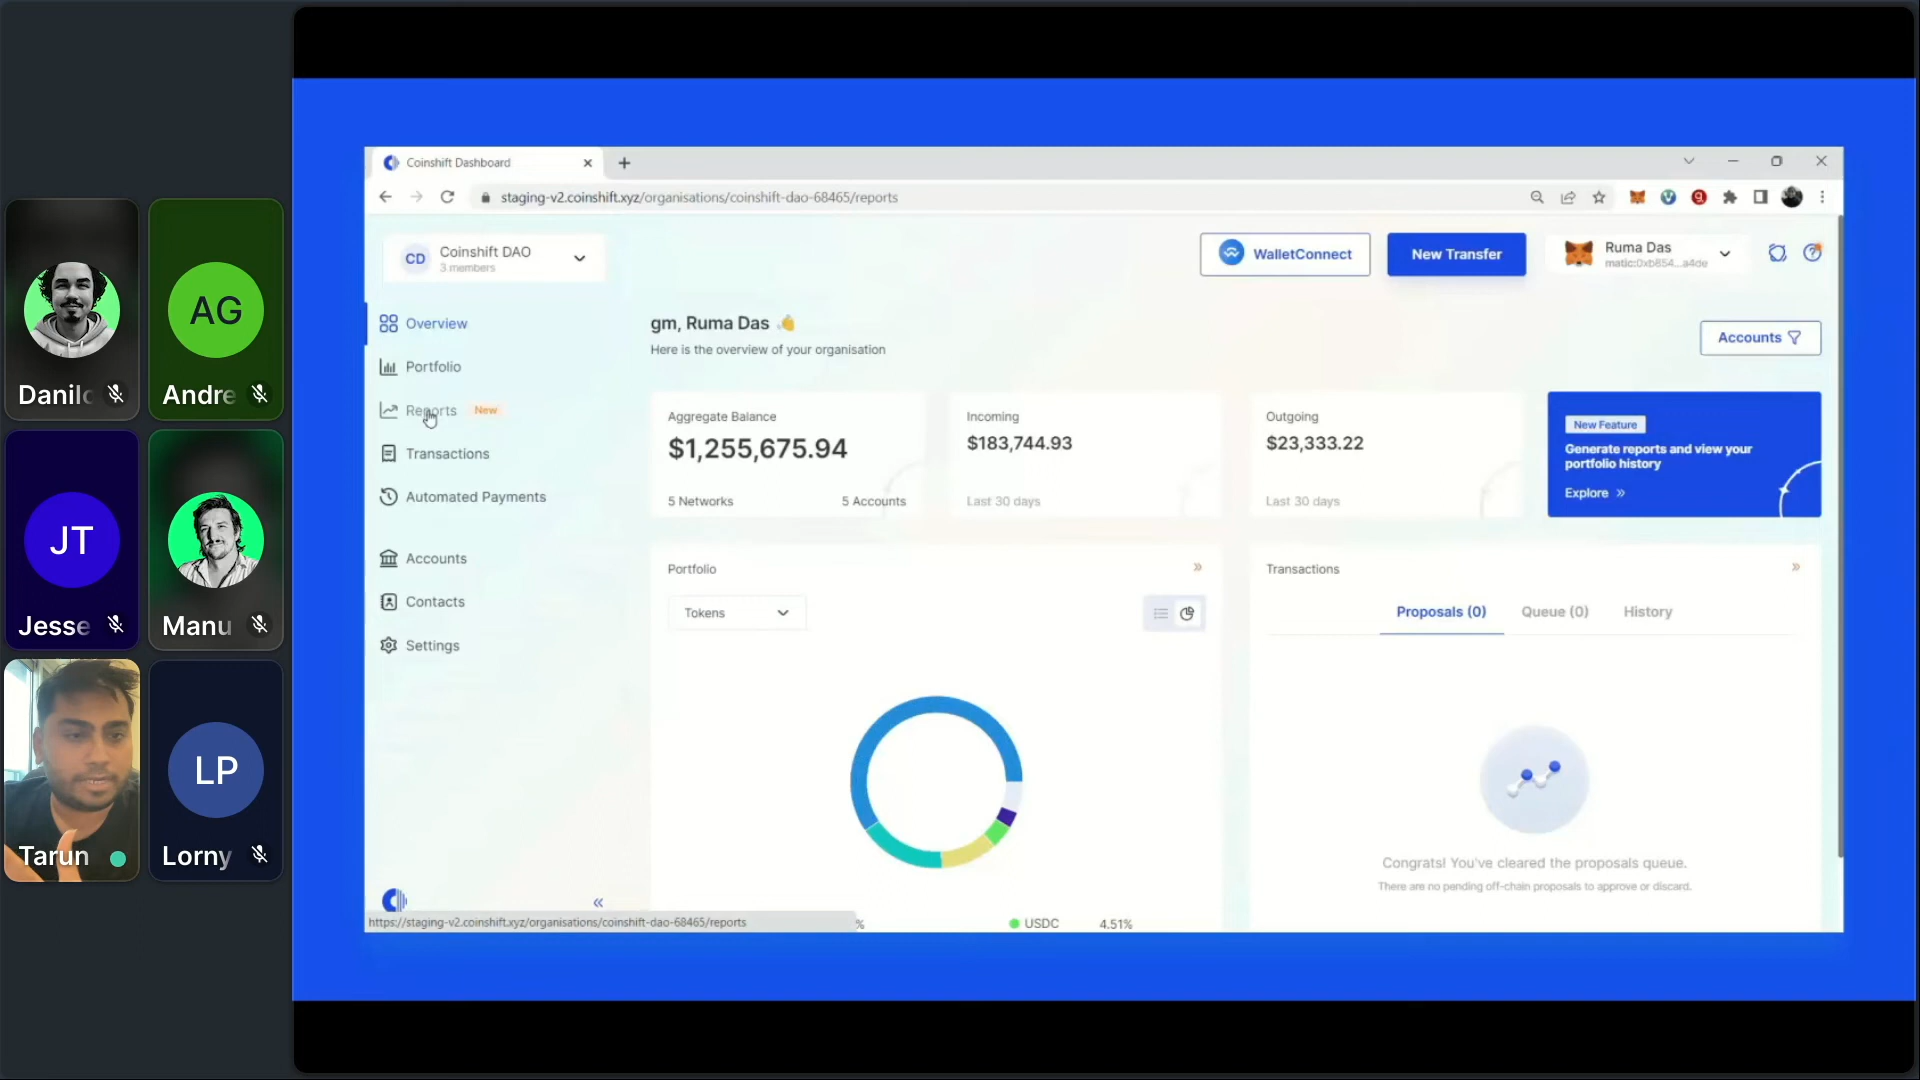 Danilo
AG
Andre
JT
Jesse
Manu
Tarun
LP
Lorny
Coinshift Dashboard
staging-v2.coinshift.xyz/organisations/coinshift-dao-68465/reports
CD
Coinshift DAO
3 members
WalletConnect
New Transfer
Ruma Das
matic:0xb854...a4de
Overview
Portfolio
Reports New
Transactions
Automated Payments
Accounts
Contacts
Settings
gm, Ruma Das
Here is the overview of your organisation
Accounts
Aggregate Balance
$1,255,675.94
5 Networks 5 Accounts
Incoming
$183,744.93
Last 30 days
Outgoing
$23,333.22
Last 30 days
New Feature
Generate reports and view your
portfolio history
Explore »
Portfolio »
Tokens
Transactions »
Proposals (0) Queue (0) History
Congrats! You've cleared the proposals queue.
There are no pending off-chain proposals to approve or discard.
«
https://staging-v2.coinshift.xyz/organisations/coinshift-dao-68465/reports
% USDC 4.51%